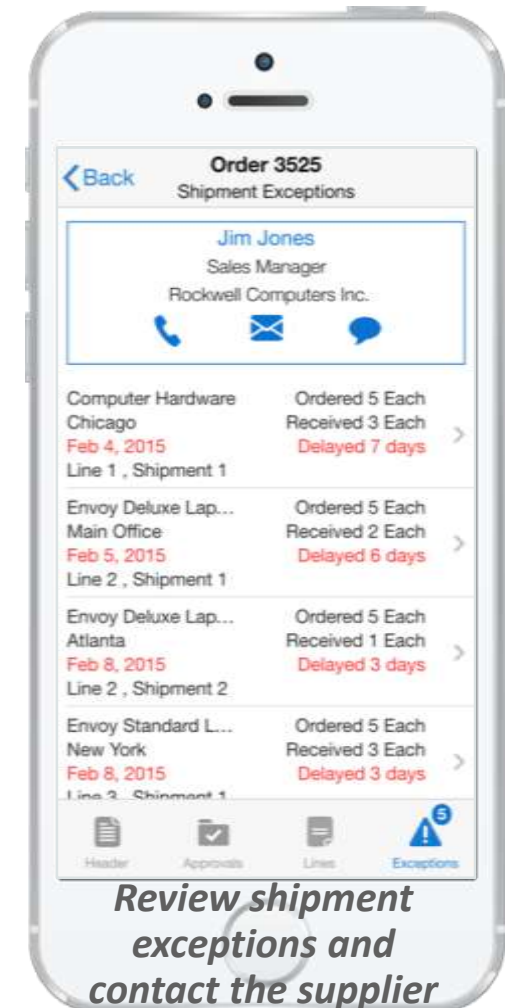 Back
Order 3525
Shipment Exceptions
Jim Jones
Sales Manager
Rockwell Computers Inc.
Computer Hardware Ordered 5 Each
Chicago Received 3 Each
Feb 4, 2015 Delayed 7 days
Line 1 , Shipment 1
Envoy Deluxe Lap... Ordered 5 Each
Main Office Received 2 Each
Feb 5, 2015 Delayed 6 days
Line 2 , Shipment 1
Envoy Deluxe Lap... Ordered 5 Each
Atlanta Received 1 Each
Feb 8, 2015 Delayed 3 days
Line 2 , Shipment 2
Envoy Standard L... Ordered 5 Each
New York Received 3 Each
Feb 8, 2015 Delayed 3 days
Line 3 , Shipment 1
5
Header Approvals Lines Exceptions
Review shipment
exceptions and
contact the supplier